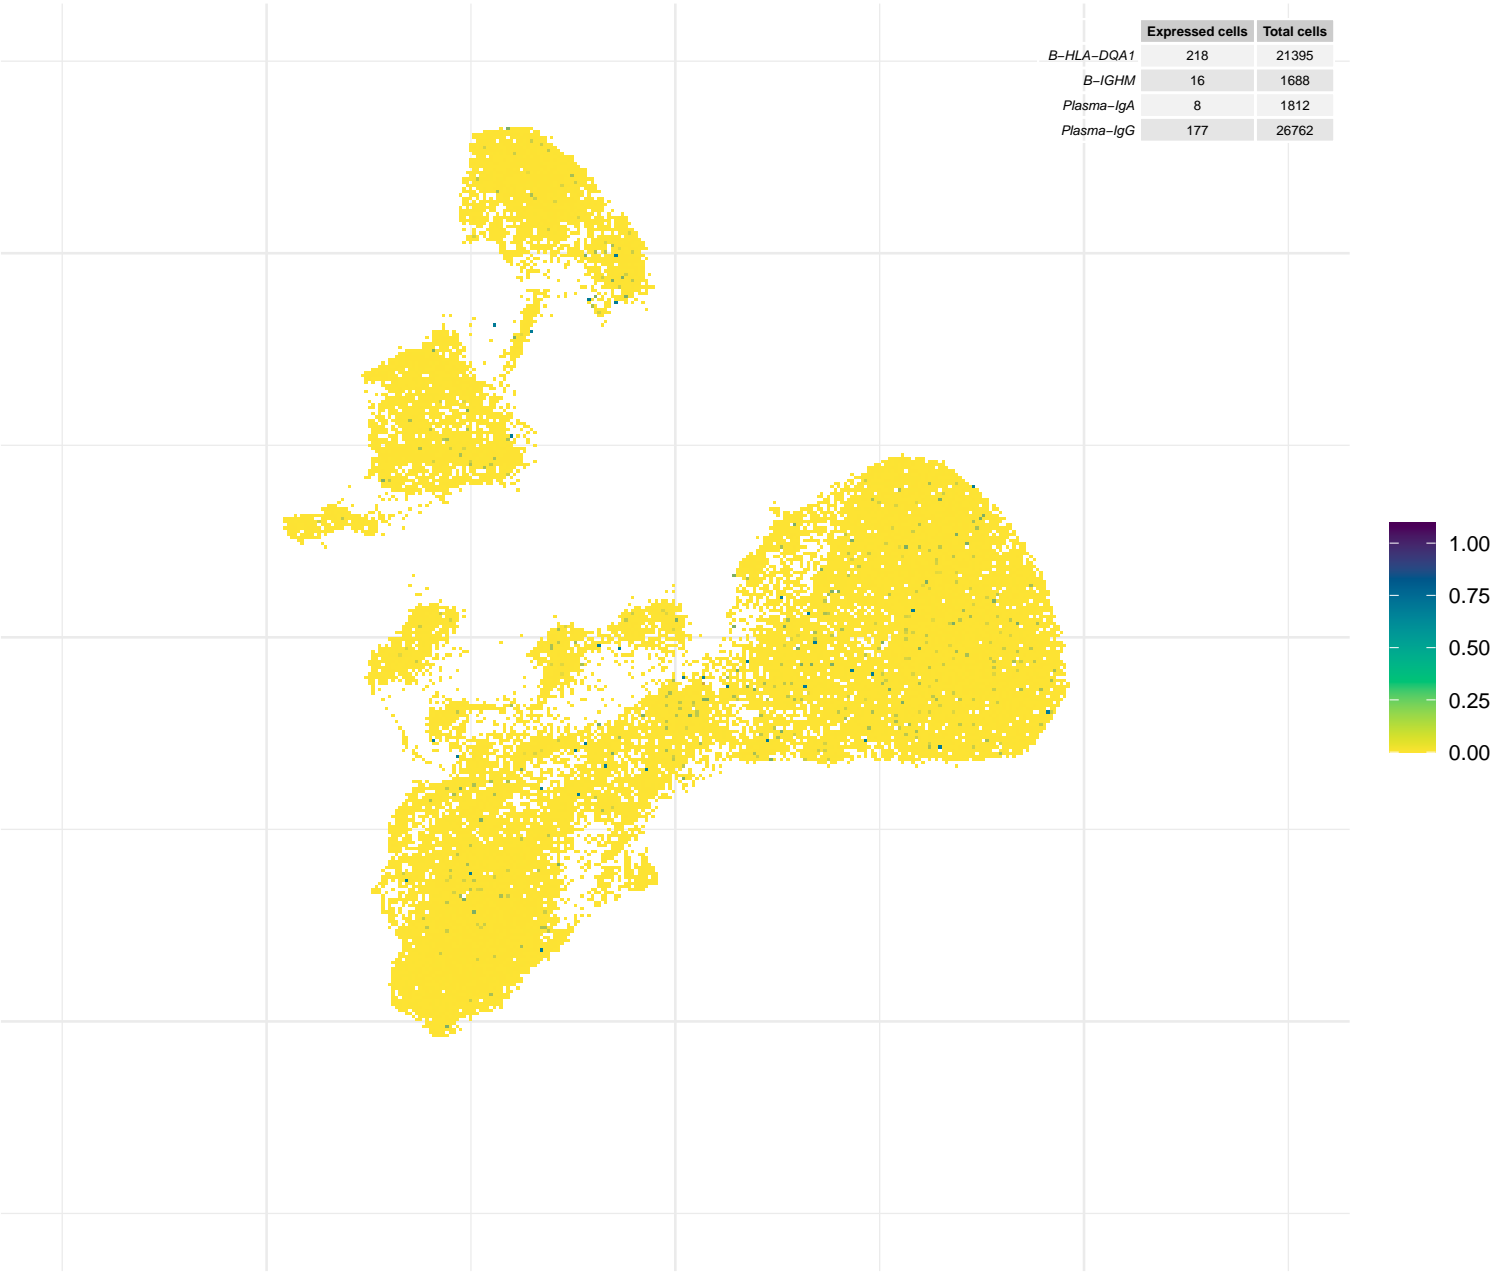 Expressed cells Total cells
B−HLA−DQA1 218 21395
B−IGHM 16 1688
Plasma−IgA 8 1812
Plasma−IgG 177 26762
1.00
0.75
0.50
0.25
0.00